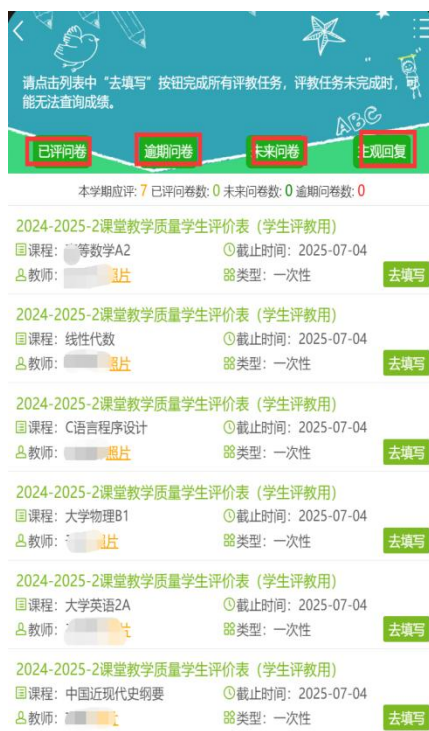 请点击列表中“去填写”按钮完成所有评教任务，评教任务未完成时，可
能无法查询成绩。
ABC
已评问卷 逾期问卷 未来问卷 主观回复
本学期应评: 7 已评问卷数: 0 未来问卷数: 0 逾期问卷数: 0
2024-2025-2课堂教学质量学生评价表（学生评教用）
课程: 等数学A2 截止时间: 2025-07-04
教师: 照片 类型: 一次性 去填写
2024-2025-2课堂教学质量学生评价表（学生评教用）
课程: 线性代数 截止时间: 2025-07-04
教师: 照片 类型: 一次性 去填写
2024-2025-2课堂教学质量学生评价表（学生评教用）
课程: C语言程序设计 截止时间: 2025-07-04
教师: 照片 类型: 一次性 去填写
2024-2025-2课堂教学质量学生评价表（学生评教用）
课程: 大学物理B1 截止时间: 2025-07-04
教师: 照片 类型: 一次性 去填写
2024-2025-2课堂教学质量学生评价表（学生评教用）
课程: 大学英语2A 截止时间: 2025-07-04
教师: 类型: 一次性 去填写
2024-2025-2课堂教学质量学生评价表（学生评教用）
课程: 中国近现代史纲要 截止时间: 2025-07-04
教师: 类型: 一次性 去填写